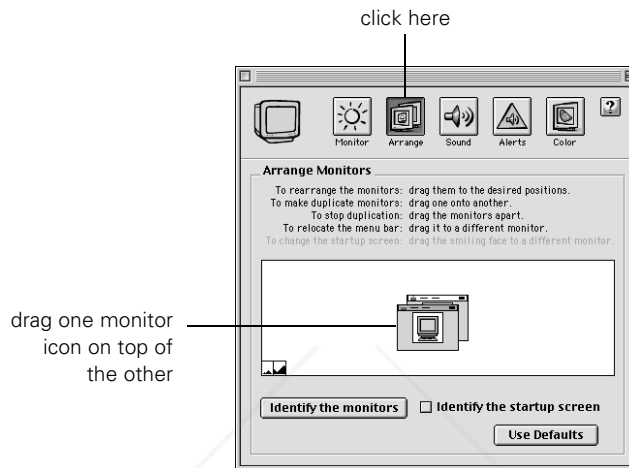 click here
Monitor Arrange Sound Alerts Color ?
Arrange Monitors
To rearrange the monitors: drag them to the desired positions.
To make duplicate monitors: drag one onto another.
To stop duplication: drag the monitors apart.
To relocate the menu bar: drag it to a different monitor.
To change the startup screen: drag the smiling face to a different monitor.
drag one monitor
icon on top of
the other
Identify the monitors Identify the startup screen
Use Defaults